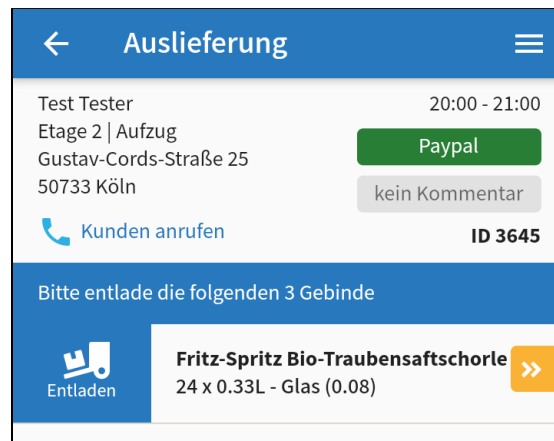 Auslieferung
Test Tester
Etage 2 | Aufzug
Gustav-Cords-Straße 25
50733 Köln
Kunden anrufen
20:00 - 21:00
Paypal
kein Kommentar
ID 3645
Bitte entlade die folgenden 3 Gebinde
Entladen
Fritz-Spritz Bio-Traubensaftschorle
24 x 0.33L - Glas (0.08)